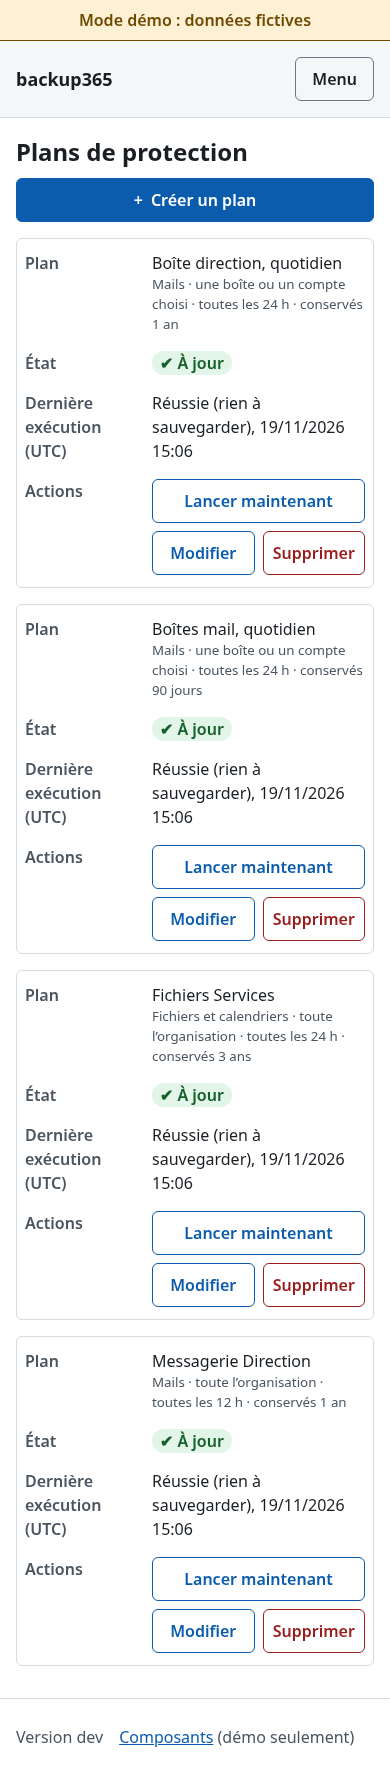 Mode démo : données fictives
backup365
Menu
Plans de protection
+ Créer un plan
Plan
Boîte direction, quotidien
Mails · une boîte ou un compte
choisi · toutes les 24 h · conservés
1 an
État
✔ À jour
Dernière
exécution
(UTC)
Réussie (rien à
sauvegarder), 19/11/2026
15:06
Actions
Lancer maintenant
Modifier
Supprimer
Plan
Boîtes mail, quotidien
Mails · une boîte ou un compte
choisi · toutes les 24 h · conservés
90 jours
État
✔ À jour
Dernière
exécution
(UTC)
Réussie (rien à
sauvegarder), 19/11/2026
15:06
Actions
Lancer maintenant
Modifier
Supprimer
Plan
Fichiers Services
Fichiers et calendriers · toute
l’organisation · toutes les 24 h ·
conservés 3 ans
État
✔ À jour
Dernière
exécution
(UTC)
Réussie (rien à
sauvegarder), 19/11/2026
15:06
Actions
Lancer maintenant
Modifier
Supprimer
Plan
Messagerie Direction
Mails · toute l’organisation ·
toutes les 12 h · conservés 1 an
État
✔ À jour
Dernière
exécution
(UTC)
Réussie (rien à
sauvegarder), 19/11/2026
15:06
Actions
Lancer maintenant
Modifier
Supprimer
Version dev Composants (démo seulement)